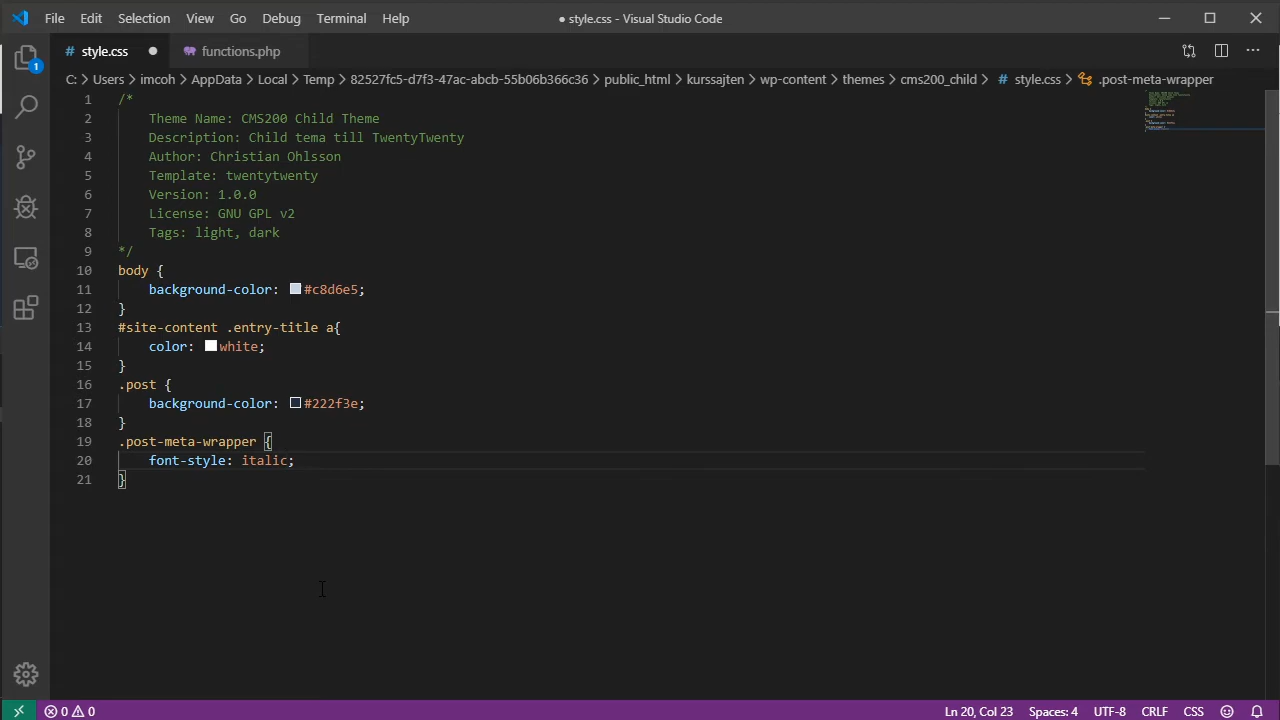 File Edit Selection View Go Debug Terminal Help ● style.css - Visual Studio Code
# style.css ● functions.php
C: > Users > imcoh > AppData > Local > Temp > 82527fc5-d7f3-47ac-abcb-55b06b366c36 > public_html > kurssajten > wp-content > themes > cms200_child > # style.css > .post-meta-wrapper
1
1 /*
2 Theme Name: CMS200 Child Theme
3 Description: Child tema till TwentyTwenty
4 Author: Christian Ohlsson
5 Template: twentytwenty
6 Version: 1.0.0
7 License: GNU GPL v2
8 Tags: light, dark
9 */
10 body {
11 background-color: #c8d6e5;
12 }
13 #site-content .entry-title a{
14 color: white;
15 }
16 .post {
17 background-color: #222f3e;
18 }
19 .post-meta-wrapper {
20 font-style: italic;
21 }
0 0 Ln 20, Col 23 Spaces: 4 UTF-8 CRLF CSS